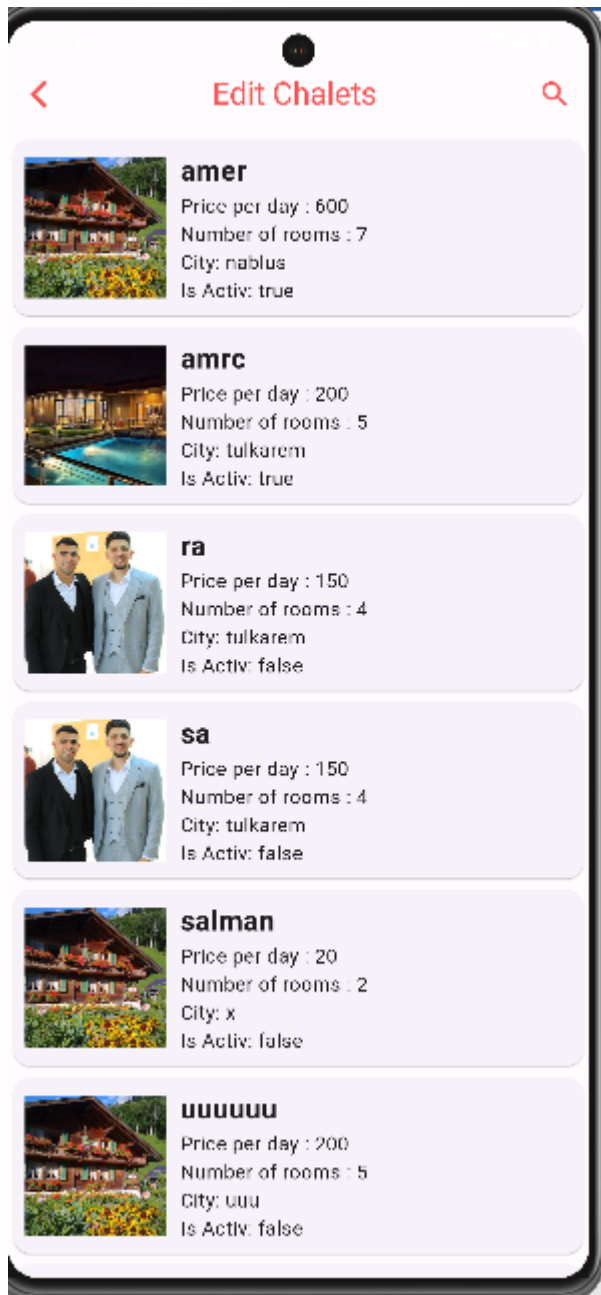 Edit Chalets
amer
Price per day : 600
Number of rooms : 7
City: nablus
Is Activ: true
amrc
Price per day : 200
Number of rooms : 5
City: tulkarem
Is Activ: true
ra
Price per day : 150
Number of rooms : 4
City: tulkarem
Is Activ: false
sa
Price per day : 150
Number of rooms : 4
City: tulkarem
Is Activ: false
salman
Price per day : 20
Number of rooms : 2
City: x
Is Activ: false
uuuuuu
Price per day : 200
Number of rooms : 5
City: uuu
Is Activ: false